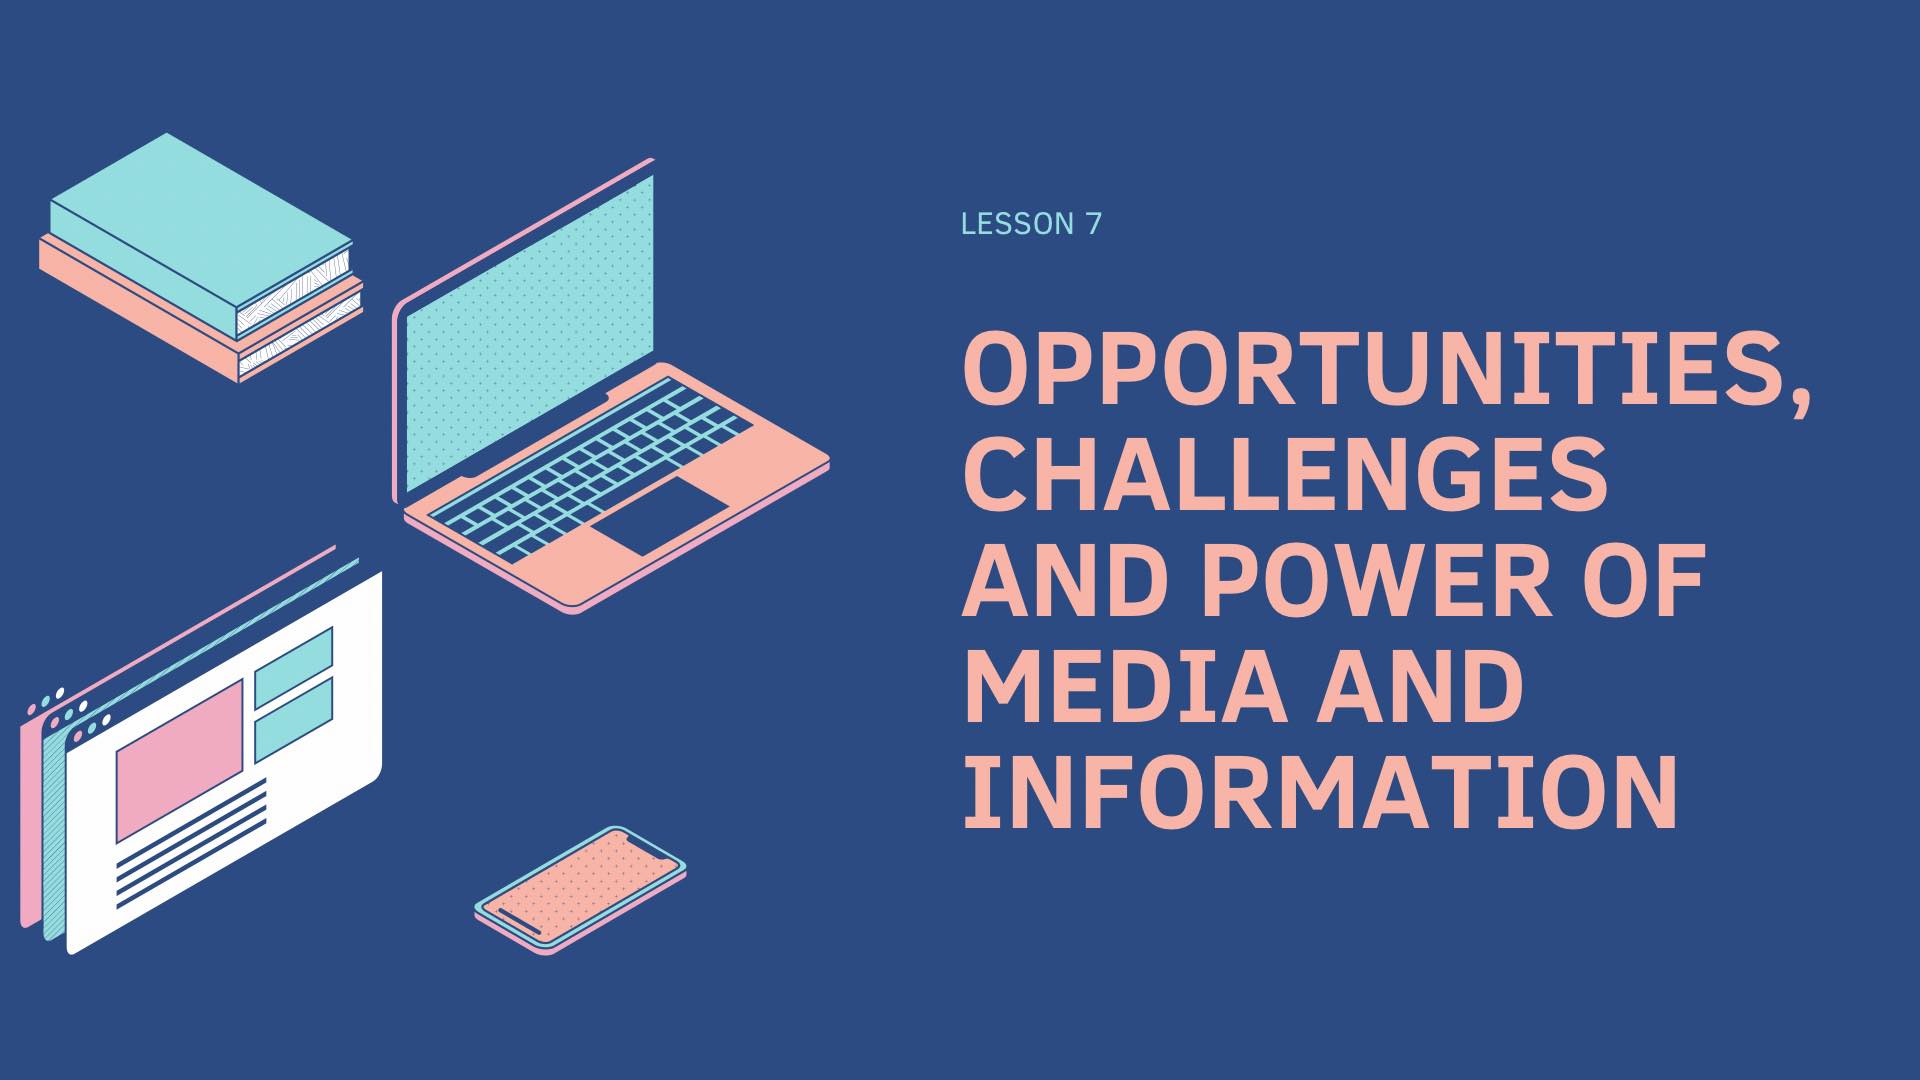 LESSON 7
OPPORTUNITIES,
CHALLENGES
AND POWER OF
MEDIA AND
INFORMATION